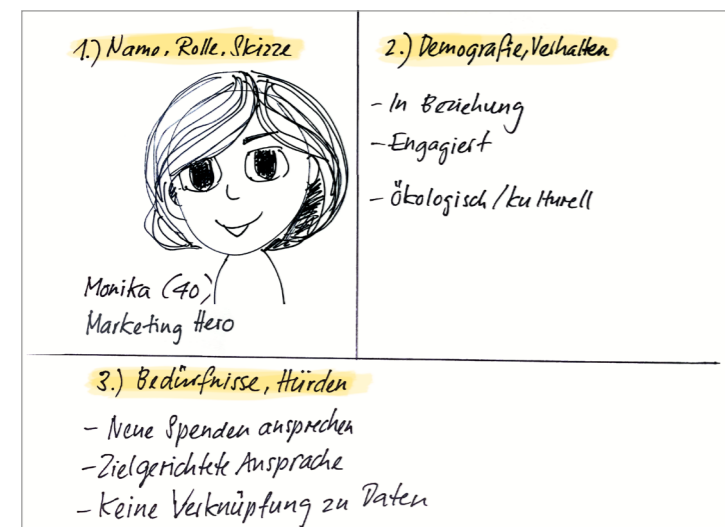 1.) Name, Rolle, Skizze
Monika (40)
Marketing Hero
2.) Demografie, Verhalten
- In Beziehung
- Engagiert
- Ökologisch / kulturell
3.) Bedürfnisse, Hürden
- Neue Spenden ansprechen
- Zielgerichtete Ansprache
- Keine Verknüpfung zu Daten